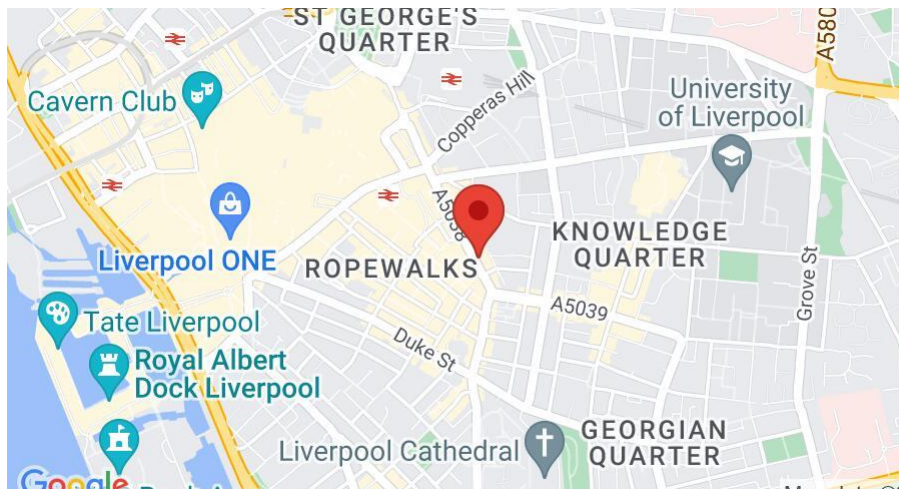 ST GEORGE'S
QUARTER
A580
Cavern Club
Copperas Hill
University
of Liverpool
A5038
Liverpool ONE
ROPEWALKS
KNOWLEDGE
QUARTER
Grove St
A5039
Tate Liverpool
Duke St
Royal Albert
Dock Liverpool
GEORGIAN
QUARTER
Liverpool Cathedral
Google